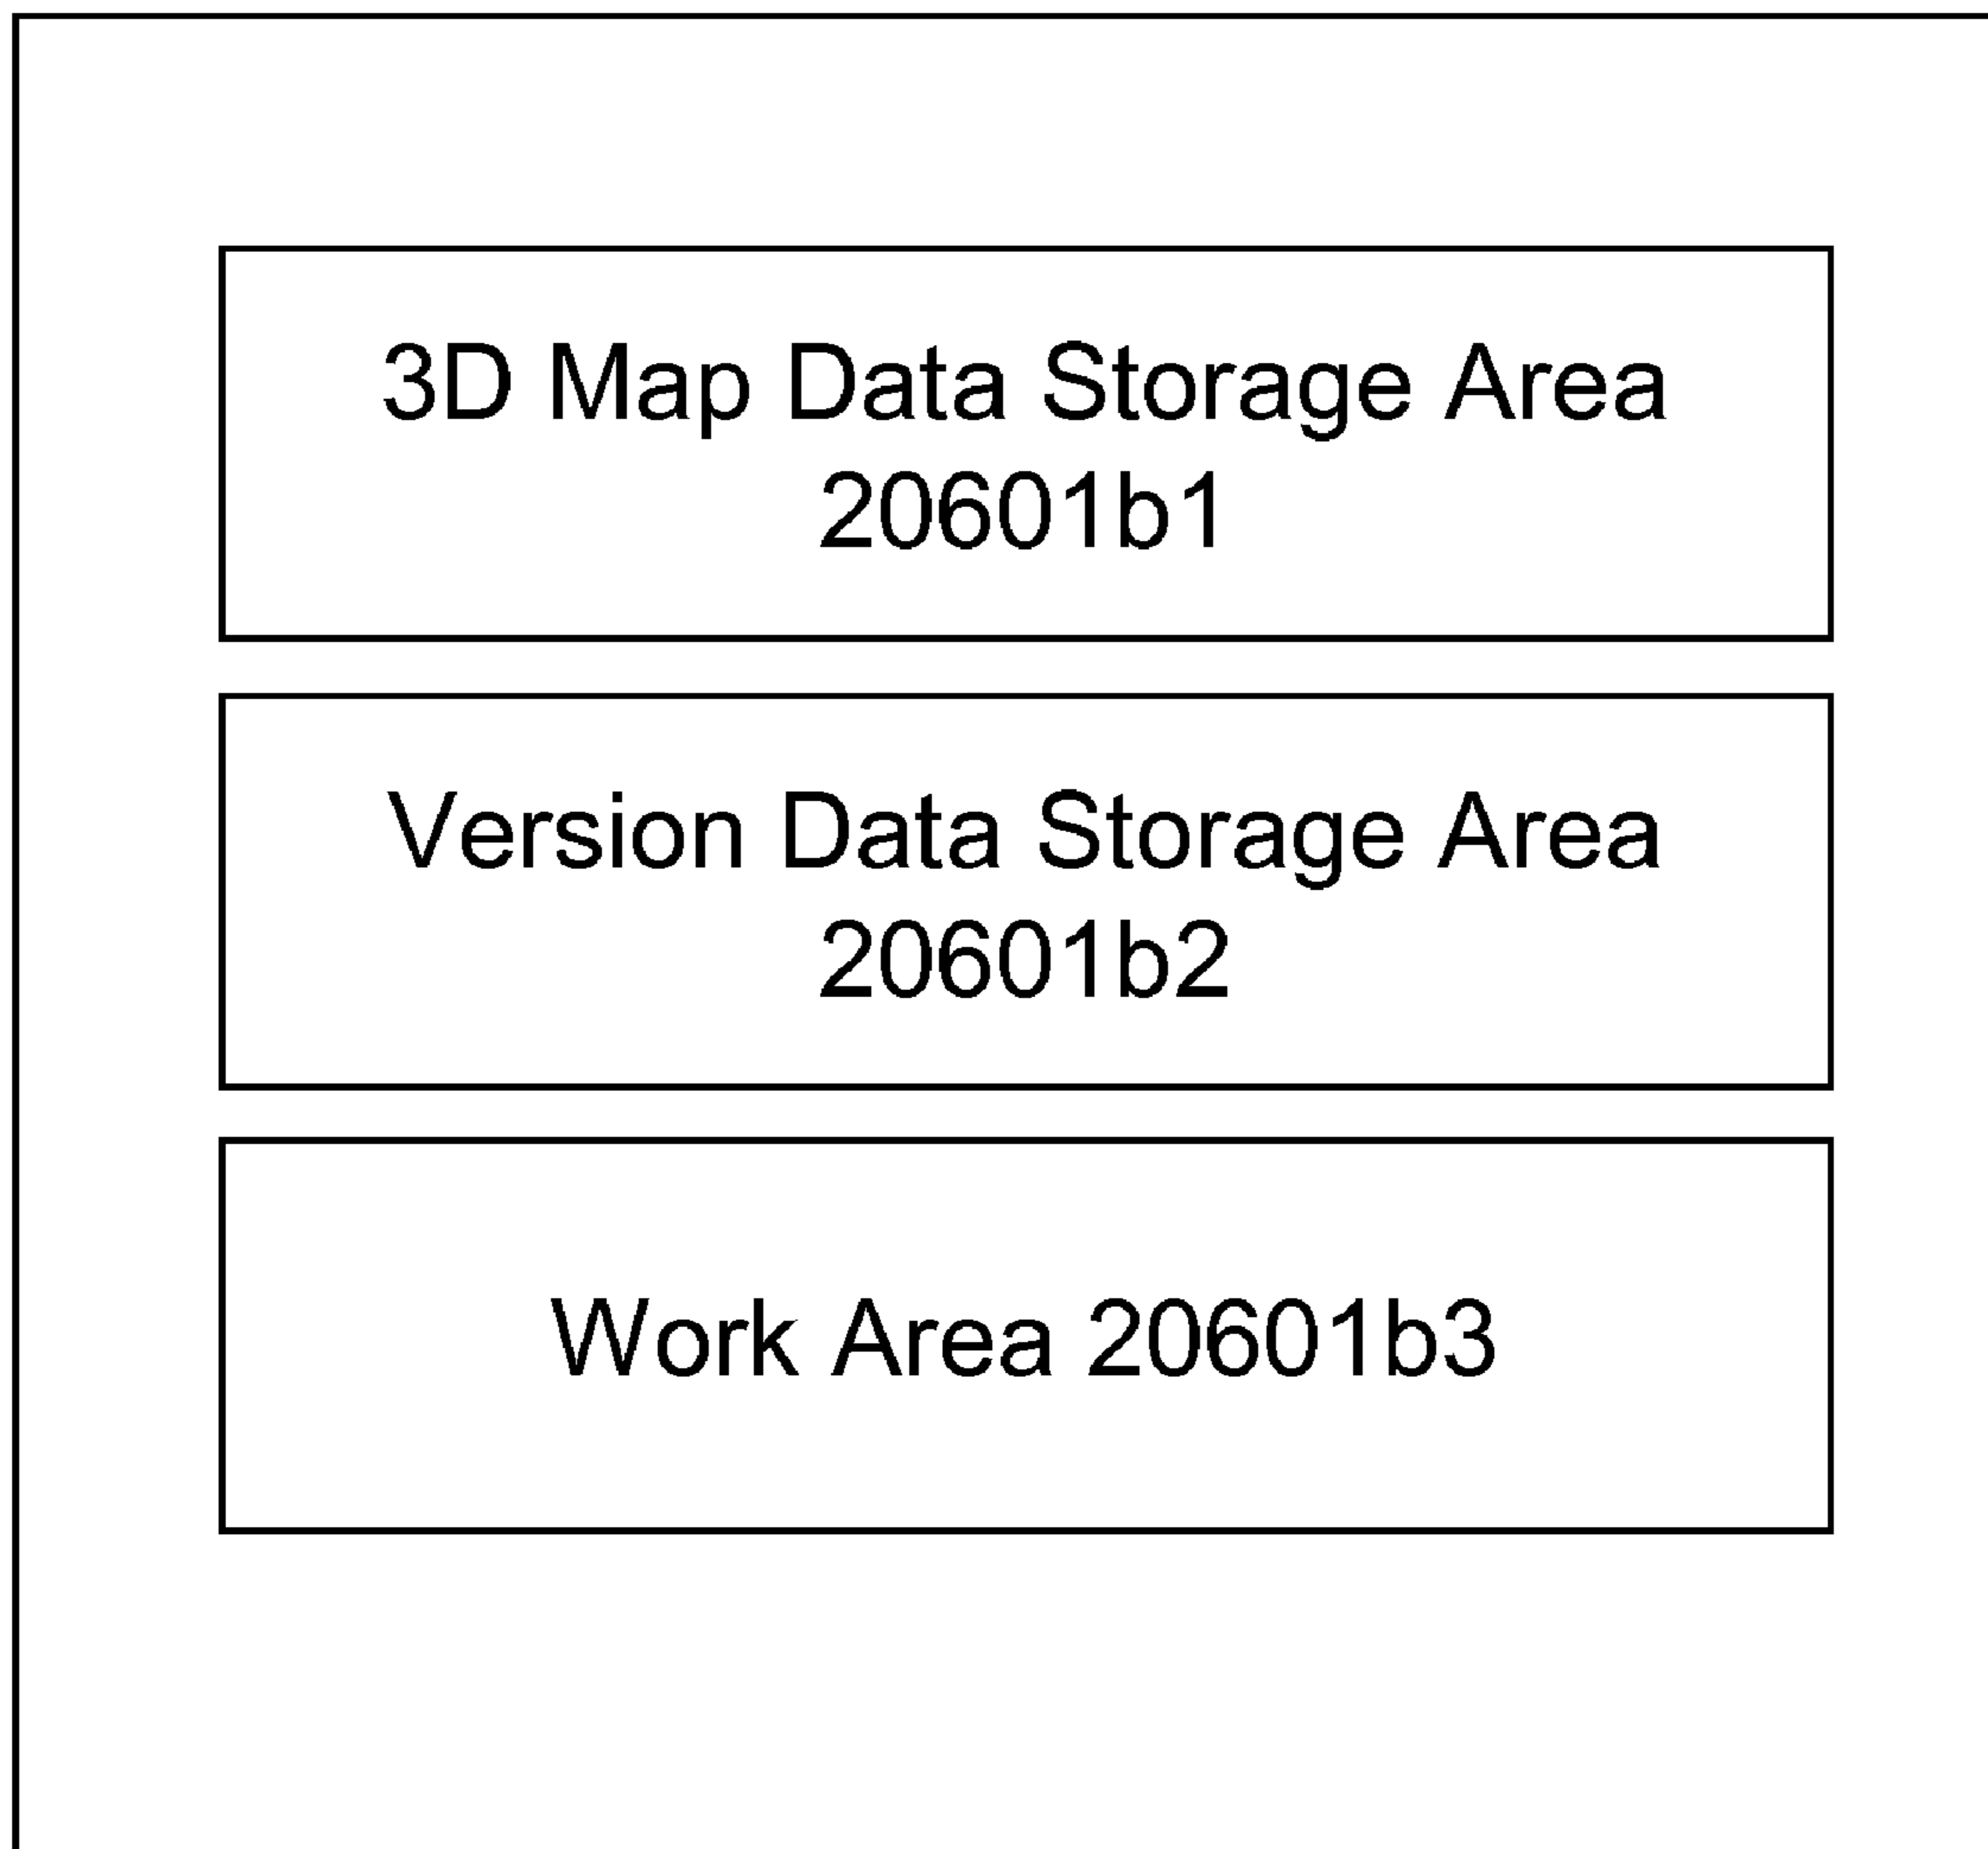 3D Map Data Storage Area
20601b1
Version Data Storage Area
20601b2
Work Area 20601b3